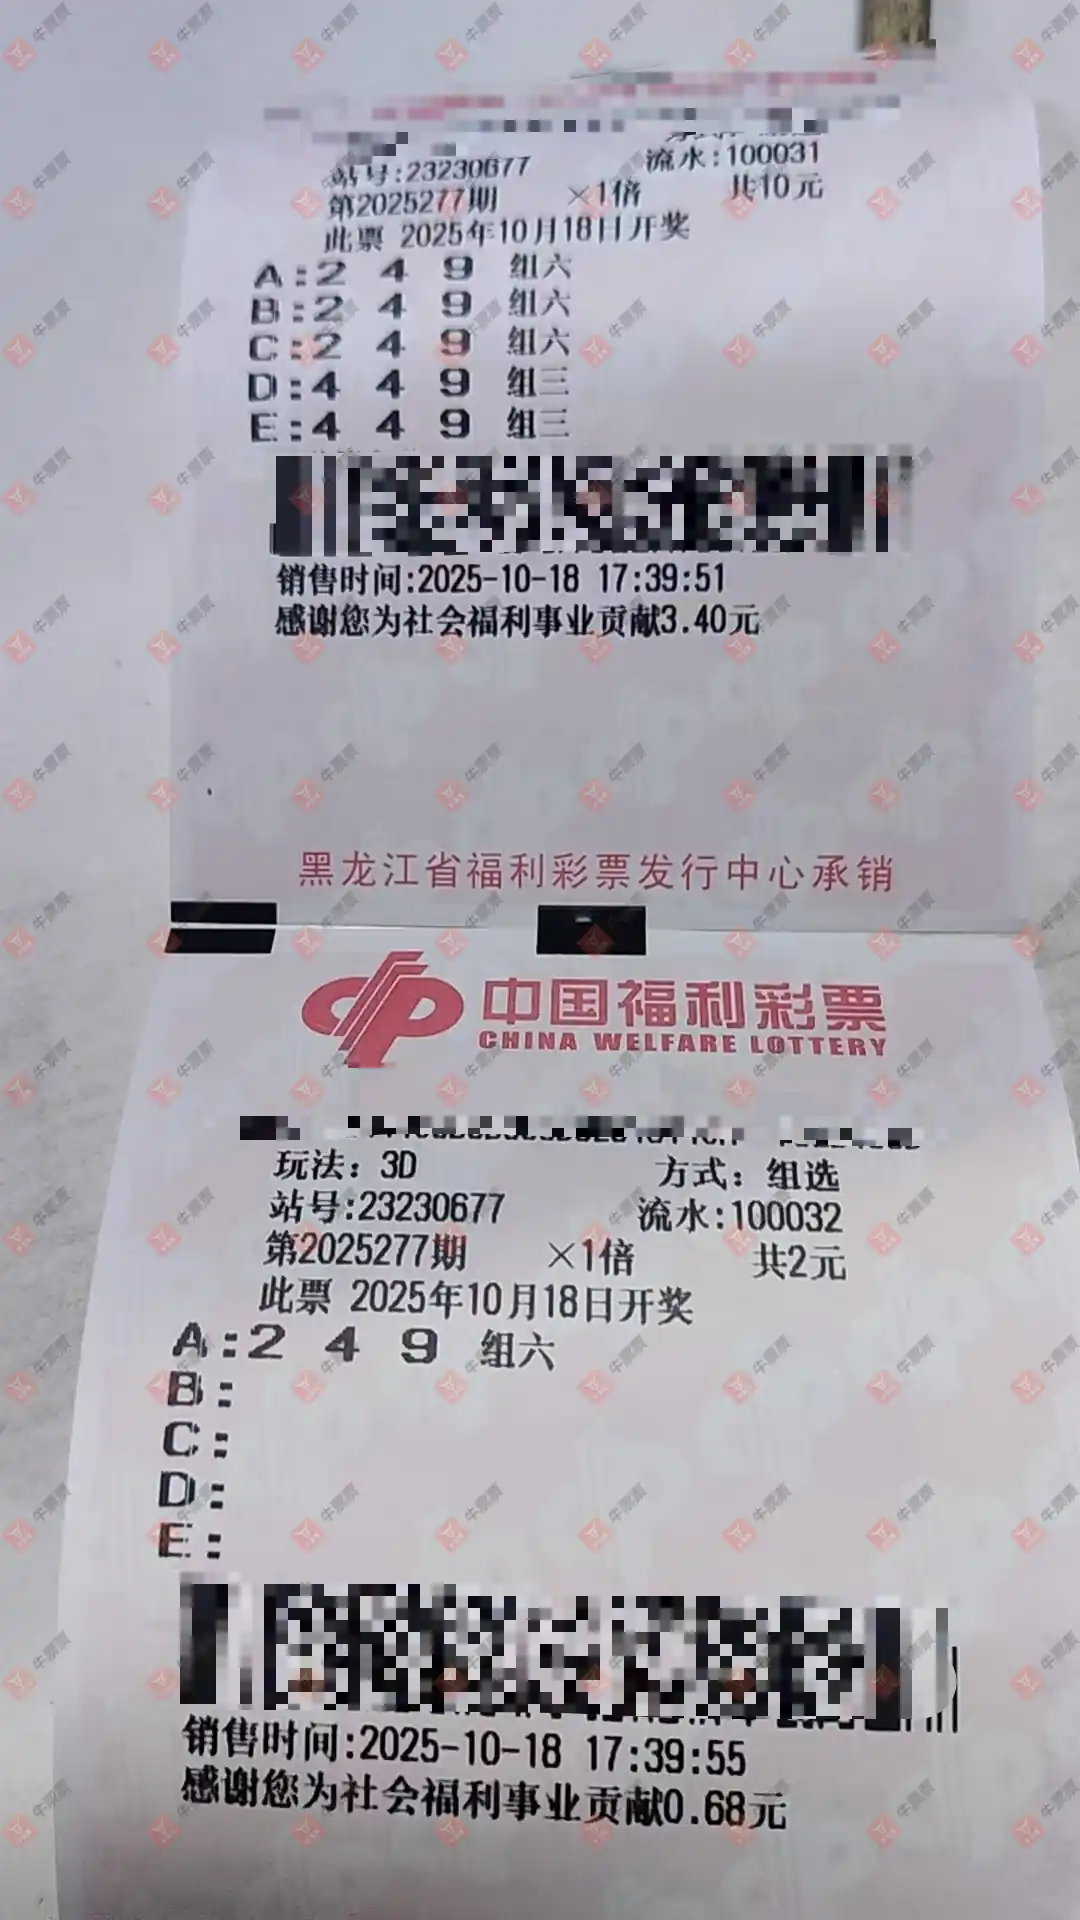 站号:23230677 流水:100031
第2025277期 ×1倍 共10元
此票 2025年10月18日开奖
A:2 4 9 组六
B:2 4 9 组六
C:2 4 9 组六
D:4 4 9 组三
E:4 4 9 组三
销售时间:2025-10-18 17:39:51
感谢您为社会福利事业贡献3.40元
黑龙江省福利彩票发行中心承销
中国福利彩票
CHINA WELFARE LOTTERY
玩法：3D 方式：组选
站号:23230677 流水:100032
第2025277期 ×1倍 共2元
此票 2025年10月18日开奖
A:2 4 9 组六
B:
C:
D:
E:
销售时间:2025-10-18 17:39:55
感谢您为社会福利事业贡献0.68元
牛票票